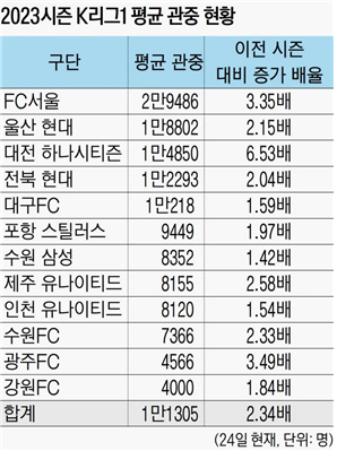 2023시즌 K리그1 평균 관중 현황
구단 평균 관중 이전 시즌 대비 증가 배율
FC서울 2만9486 3.35배
울산 현대 1만8802 2.15배
대전 하나시티즌 1만4850 6.53배
전북 현대 1만2293 2.04배
대구FC 1만218 1.59배
포항 스틸러스 9449 1.97배
수원 삼성 8352 1.42배
제주 유나이티드 8155 2.58배
인천 유나이티드 8120 1.54배
수원FC 7366 2.33배
광주FC 4566 3.49배
강원FC 4000 1.84배
합계 1만1305 2.34배
(24일 현재, 단위: 명)